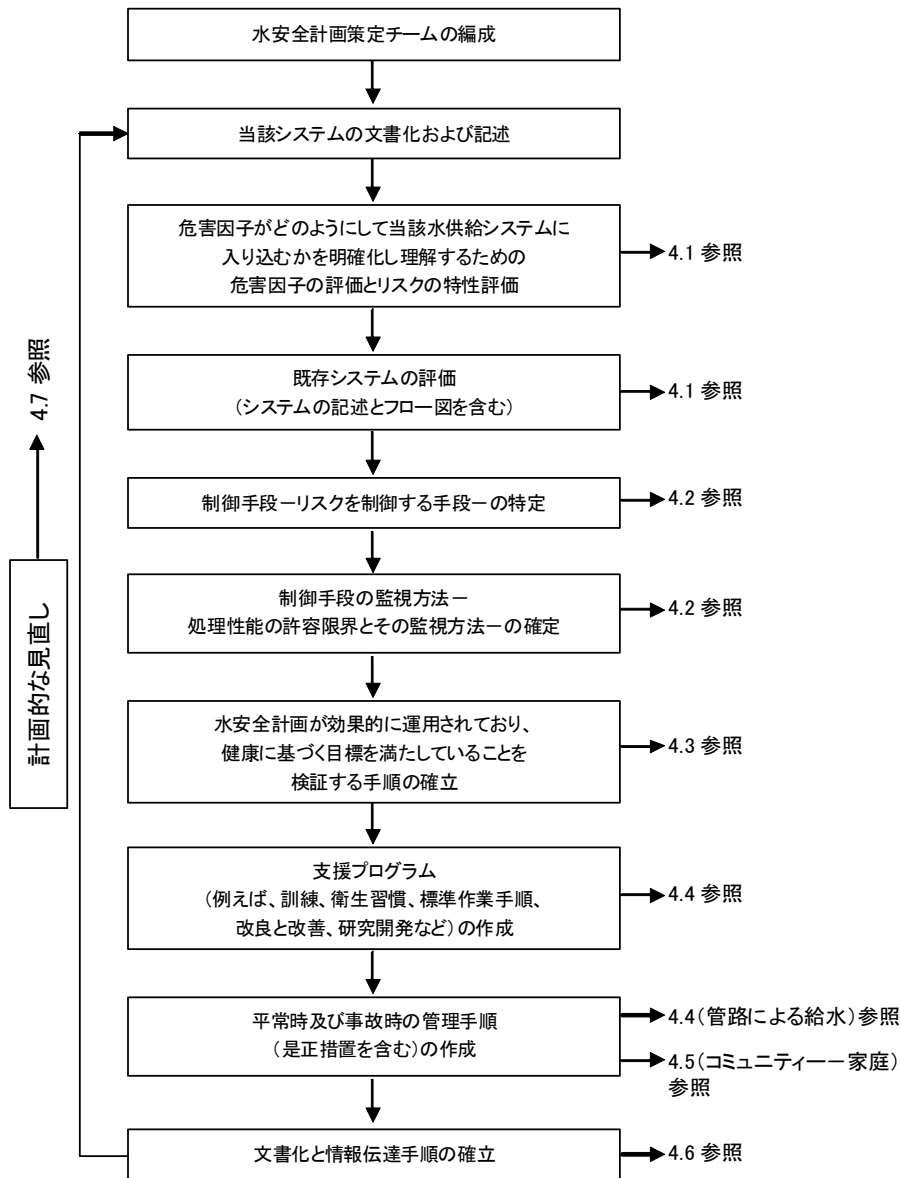 水安全計画策定チームの編成
当該システムの文書化および記述
危害因子がどのようにして当該水供給システムに
入り込むかを明確化し理解するための
危害因子の評価とリスクの特性評価
4.1 参照
既存システムの評価
(システムの記述とフロー図を含む)
4.1 参照
制御手段－リスクを制御する手段－の特定
4.2 参照
制御手段の監視方法－
処理性能の許容限界とその監視方法－の確定
4.2 参照
水安全計画が効果的に運用されており、
健康に基づく目標を満たしていることを
検証する手順の確立
4.3 参照
支援プログラム
(例えば、訓練、衛生習慣、標準作業手順、
改良と改善、研究開発など)の作成
4.4 参照
平常時及び事故時の管理手順
(是正措置を含む)の作成
4.4(管路による給水)参照
4.5(コミュニティー－家庭)
参照
文書化と情報伝達手順の確立
4.6 参照
計画的な見直し
4.7 参照